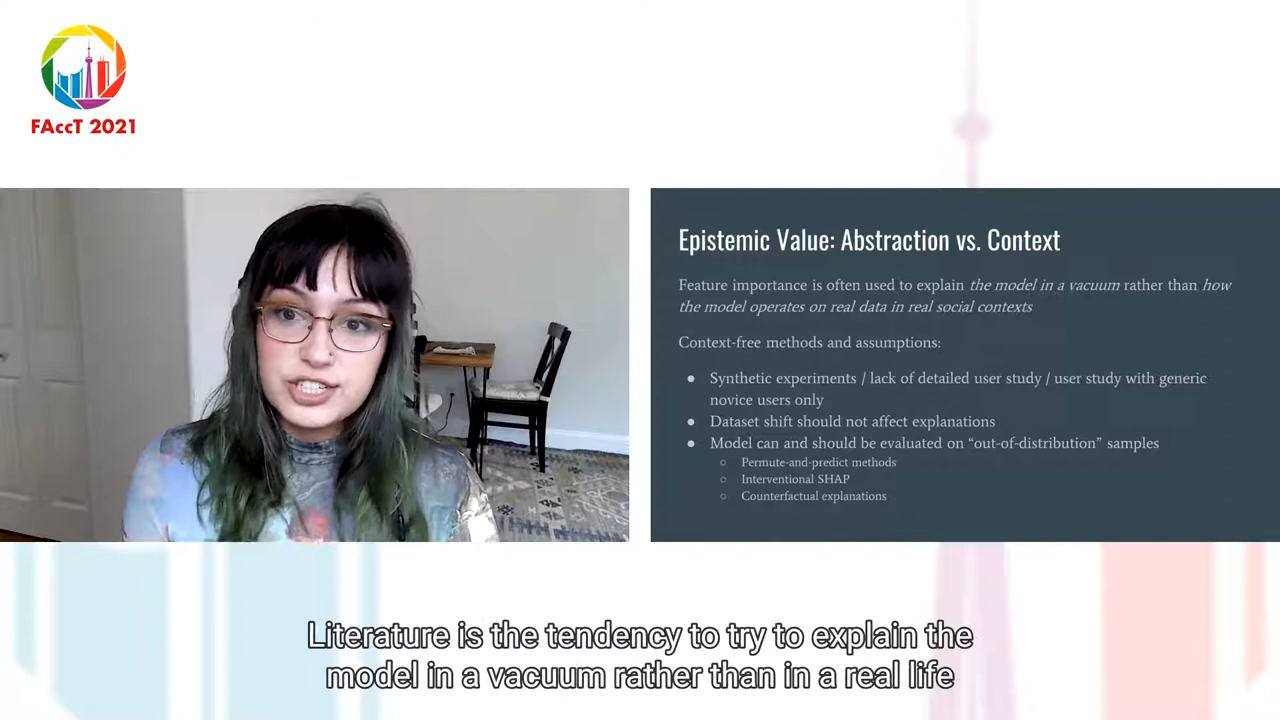 FAccT 2021
Epistemic Value: Abstraction vs. Context
Feature importance is often used to explain the model in a vacuum rather than how
the model operates on real data in real social contexts
Context-free methods and assumptions:
● Synthetic experiments / lack of detailed user study / user study with generic
novice users only
● Dataset shift should not affect explanations
● Model can and should be evaluated on “out-of-distribution” samples
○ Permute-and-predict methods
○ Interventional SHAP
○ Counterfactual explanations
Literature is the tendency to try to explain the
model in a vacuum rather than in a real life